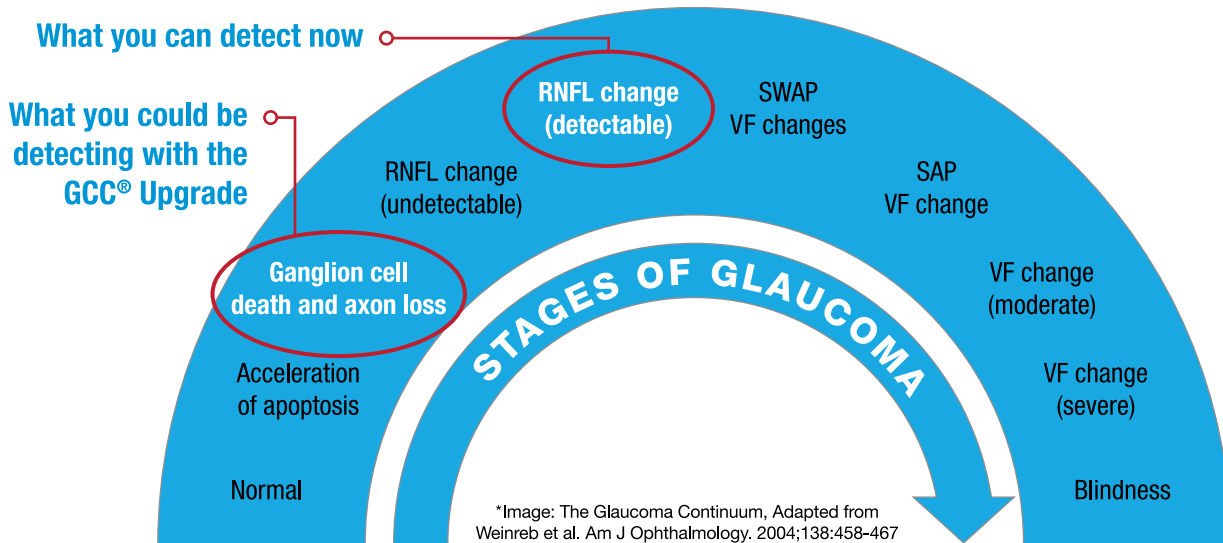 What you can detect now
What you could be
detecting with the
GCC® Upgrade
Normal
Acceleration
of apoptosis
Ganglion cell
death and axon loss
RNFL change
(undetectable)
RNFL change
(detectable)
SWAP
VF changes
SAP
VF change
VF change
(moderate)
VF change
(severe)
Blindness
STAGES OF GLAUCOMA
*Image: The Glaucoma Continuum, Adapted from
Weinreb et al. Am J Ophthalmology. 2004;138:458-467